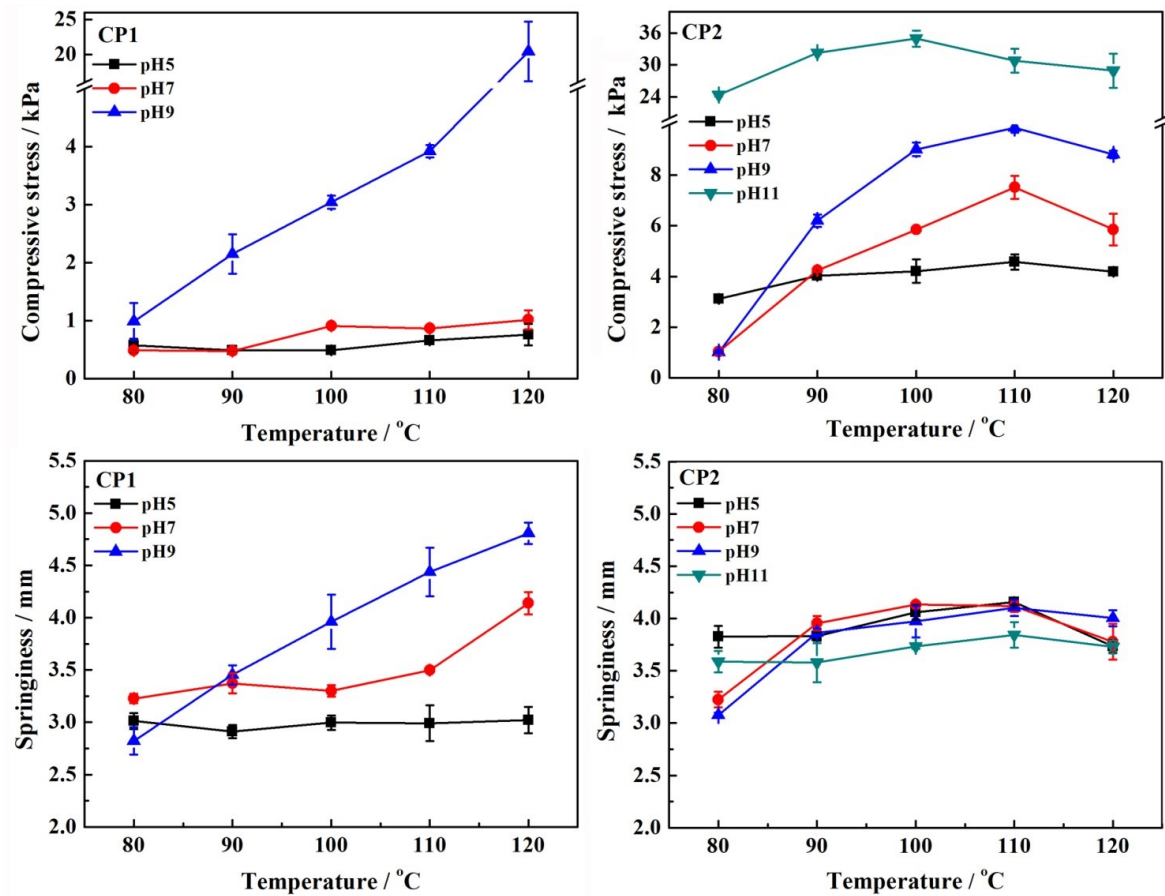 CP1
pH5
pH7
pH9
25
20
4
3
2
1
0
Compressive stress / kPa
80 90 100 110 120
Temperature / °C
CP2
pH5
pH7
pH9
pH11
36
30
24
8
6
4
2
0
Compressive stress / kPa
80 90 100 110 120
Temperature / °C
CP1
pH5
pH7
pH9
5.5
5.0
4.5
4.0
3.5
3.0
2.5
2.0
Springiness / mm
80 90 100 110 120
Temperature / °C
CP2
pH5
pH7
pH9
pH11
5.5
5.0
4.5
4.0
3.5
3.0
2.5
2.0
Springiness / mm
80 90 100 110 120
Temperature / °C